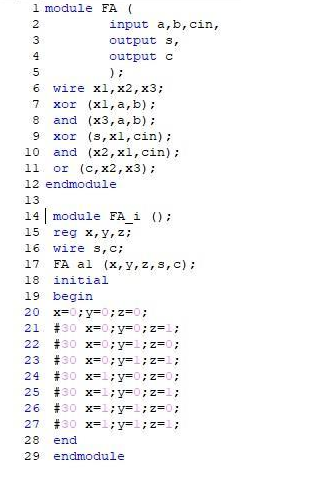 1 module FA (
2 input a,b,cin,
3 output s,
4 output c
5 );
6 wire x1,x2,x3;
7 xor (x1,a,b);
8 and (x3,a,b);
9 xor (s,x1,cin);
10 and (x2,x1,cin);
11 or (c,x2,x3);
12 endmodule
13
14 module FA_i ();
15 reg x,y,z;
16 wire s,c;
17 FA a1 (x,y,z,s,c);
18 initial
19 begin
20 x=0;y=0;z=0;
21 #30 x=0;y=0;z=1;
22 #30 x=0;y=1;z=0;
23 #30 x=0;y=1;z=1;
24 #30 x=1;y=0;z=0;
25 #30 x=1;y=0;z=1;
26 #30 x=1;y=1;z=0;
27 #30 x=1;y=1;z=1;
28 end
29 endmodule